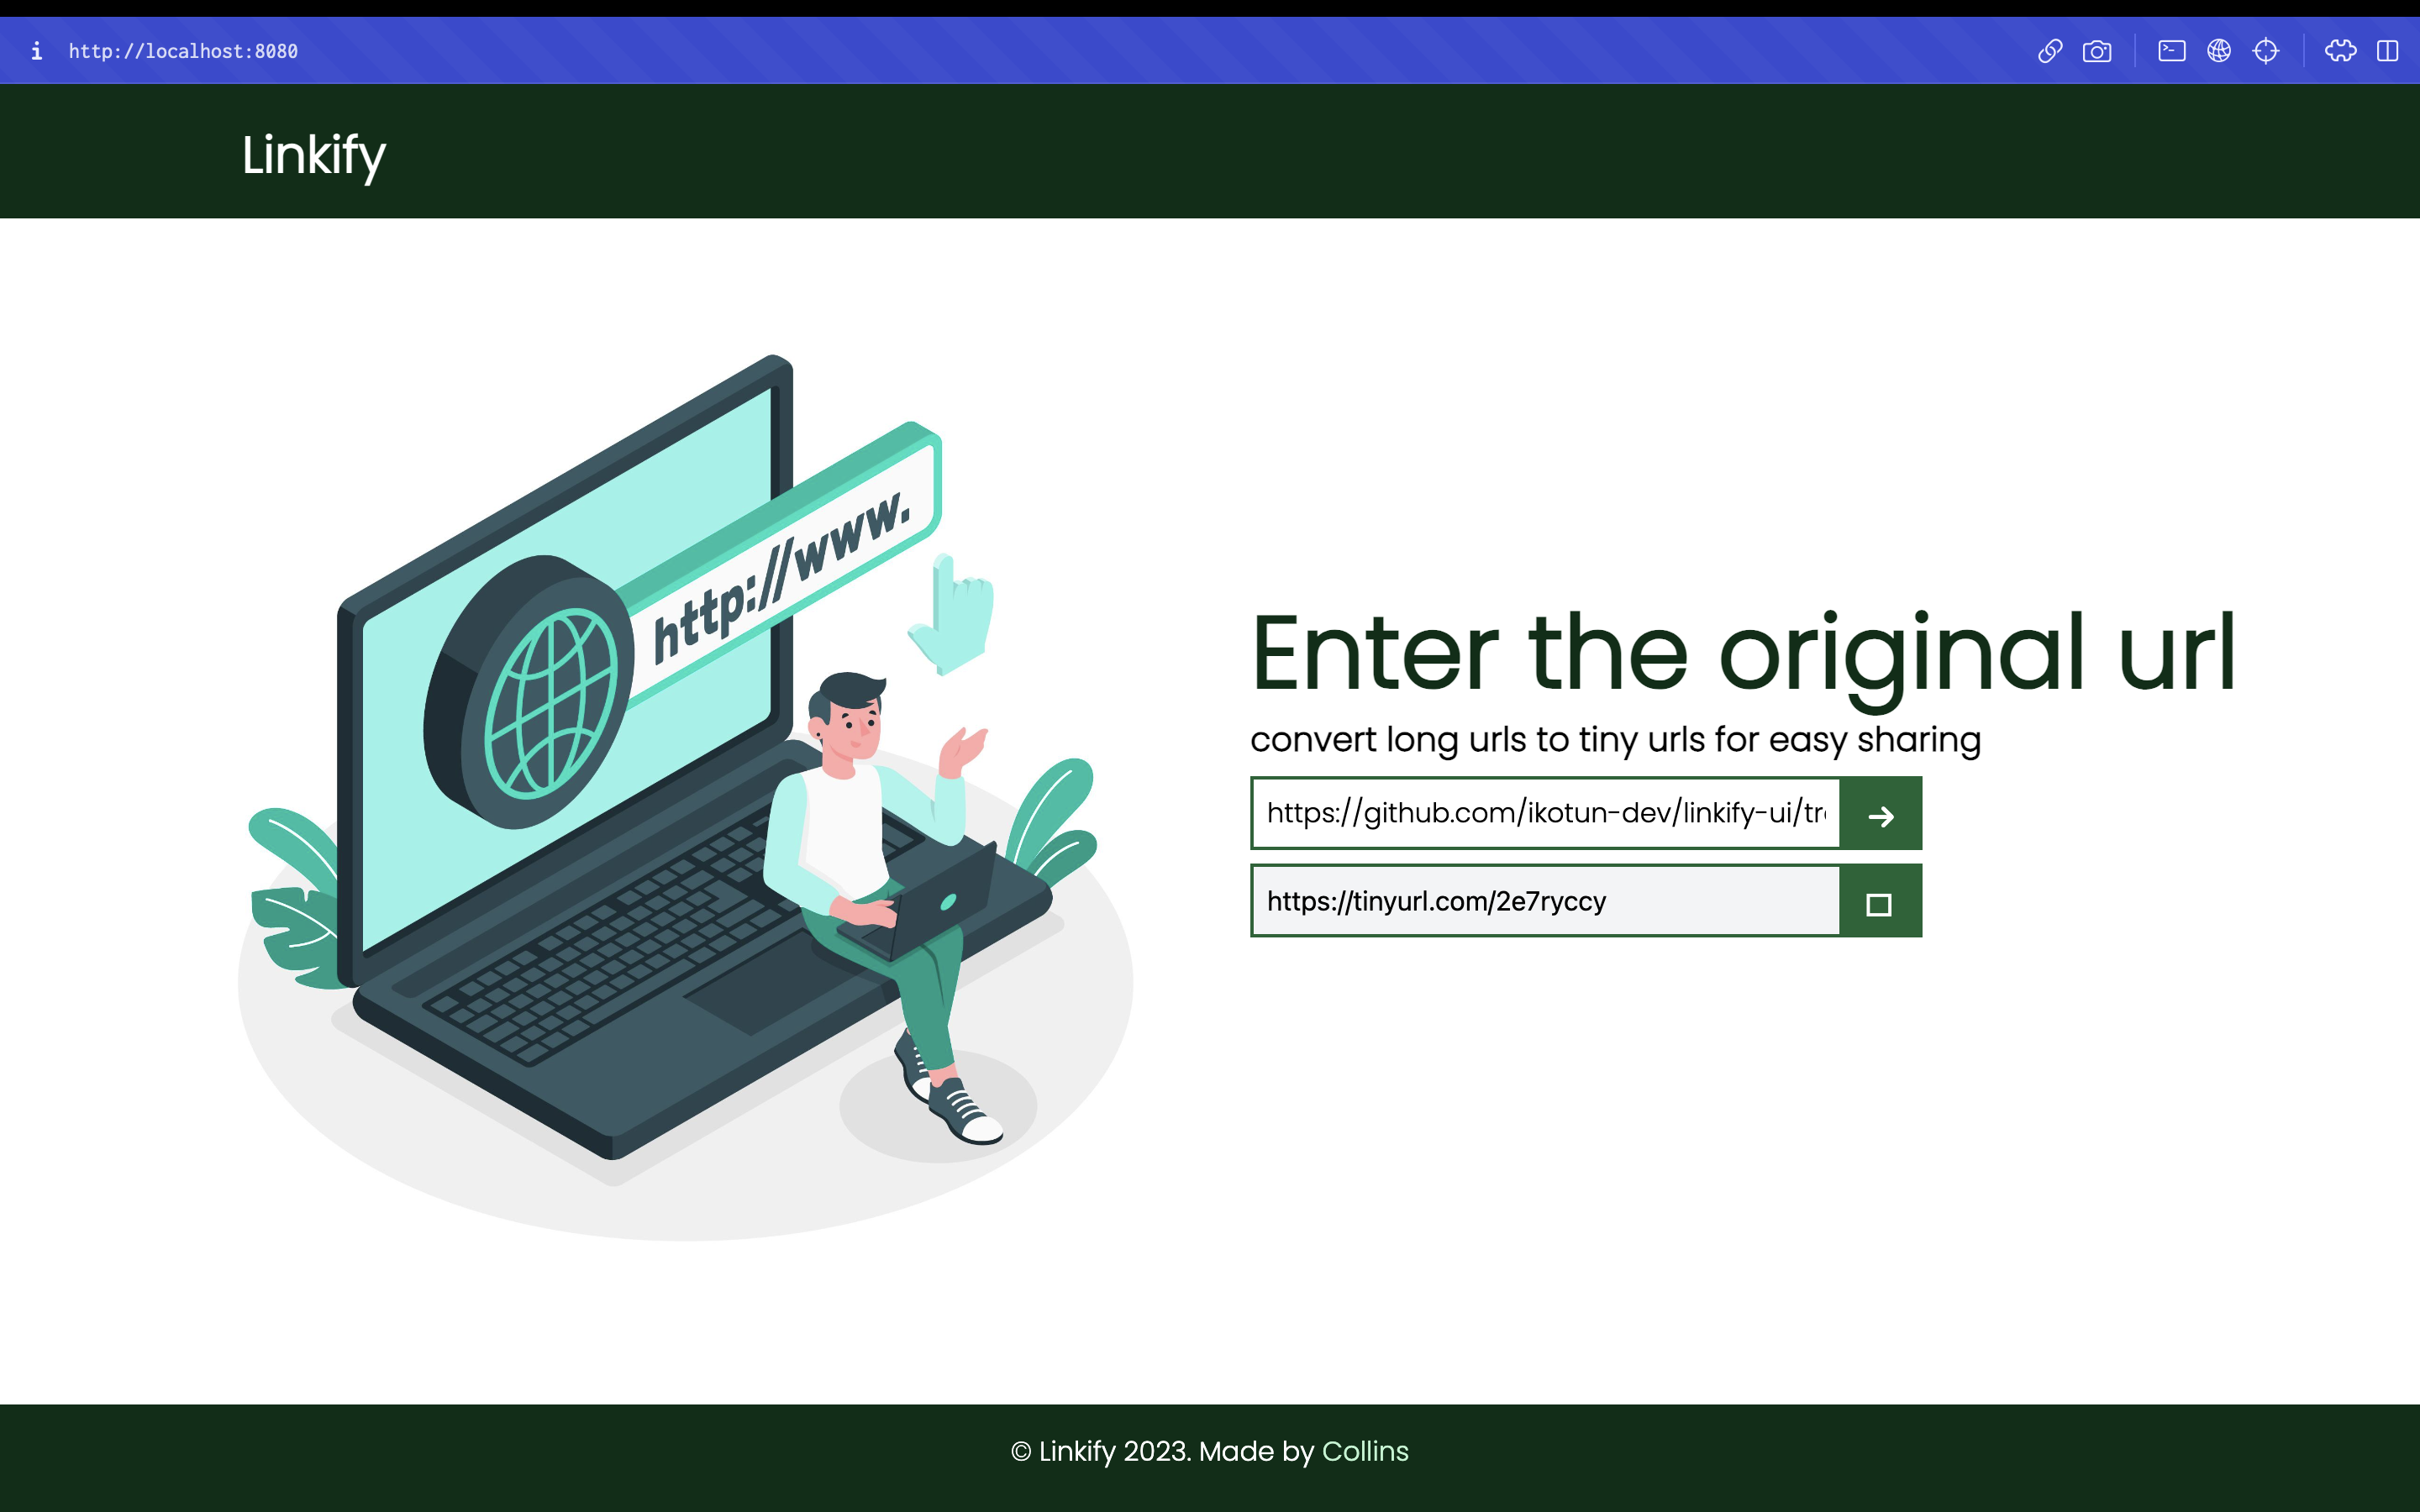 http://localhost:8080
Linkify
http://www.
Enter the original url
convert long urls to tiny urls for easy sharing
https://github.com/ikotun-dev/linkify-ui/tr
https://tinyurl.com/2e7ryccy
© Linkify 2023. Made by Collins